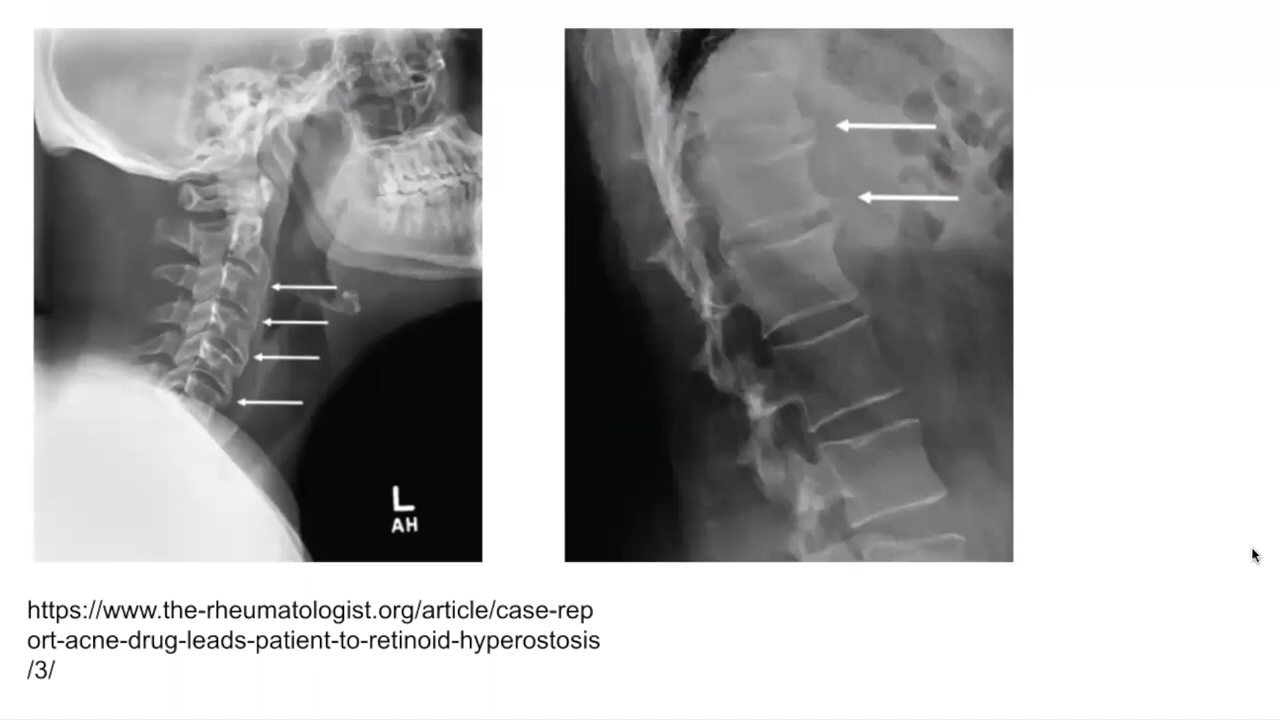 L
AH
https://www.the-rheumatologist.org/article/case-rep
ort-acne-drug-leads-patient-to-retinoid-hyperostosis
/3/